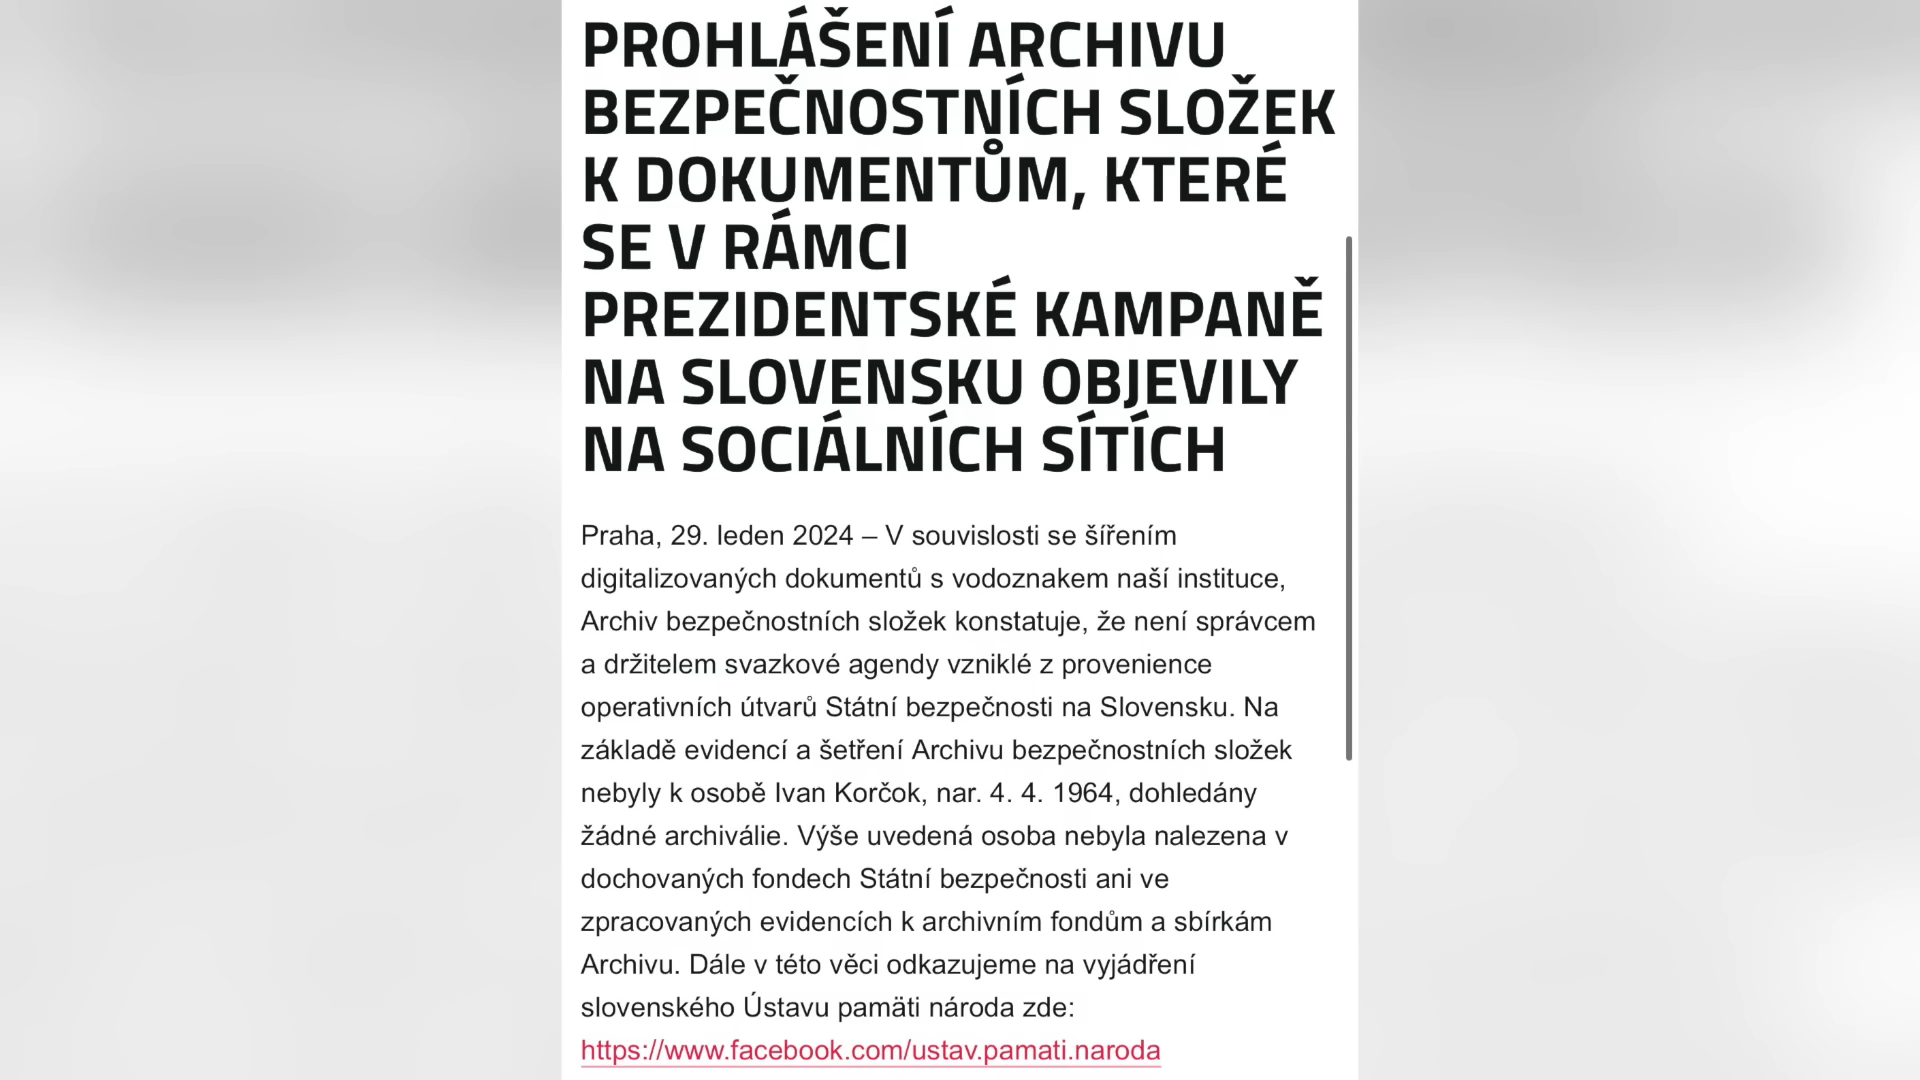 PROHLÁŠENÍ ARCHIVU
BEZPEČNOSTNÍCH SLOŽEK
K DOKUMENTŮM, KTERÉ
SE V RÁMCI
PREZIDENTSKÉ KAMPANĚ
NA SLOVENSKU OBJEVILY
NA SOCIÁLNÍCH SÍTÍCH
Praha, 29. leden 2024 – V souvislosti se šířením
digitalizovaných dokumentů s vodoznakem naší instituce,
Archiv bezpečnostních složek konstatuje, že není správcem
a držitelem svazkové agendy vzniklé z provenience
operativních útvarů Státní bezpečnosti na Slovensku. Na
základě evidencí a šetření Archivu bezpečnostních složek
nebyly k osobě Ivan Korčok, nar. 4. 4. 1964, dohledány
žádné archiválie. Výše uvedená osoba nebyla nalezena v
dochovaných fondech Státní bezpečnosti ani ve
zpracovaných evidencích k archivním fondům a sbírkám
Archivu. Dále v této věci odkazujeme na vyjádření
slovenského Ústavu pamäti národa zde:
https://www.facebook.com/ustav.pamati.naroda